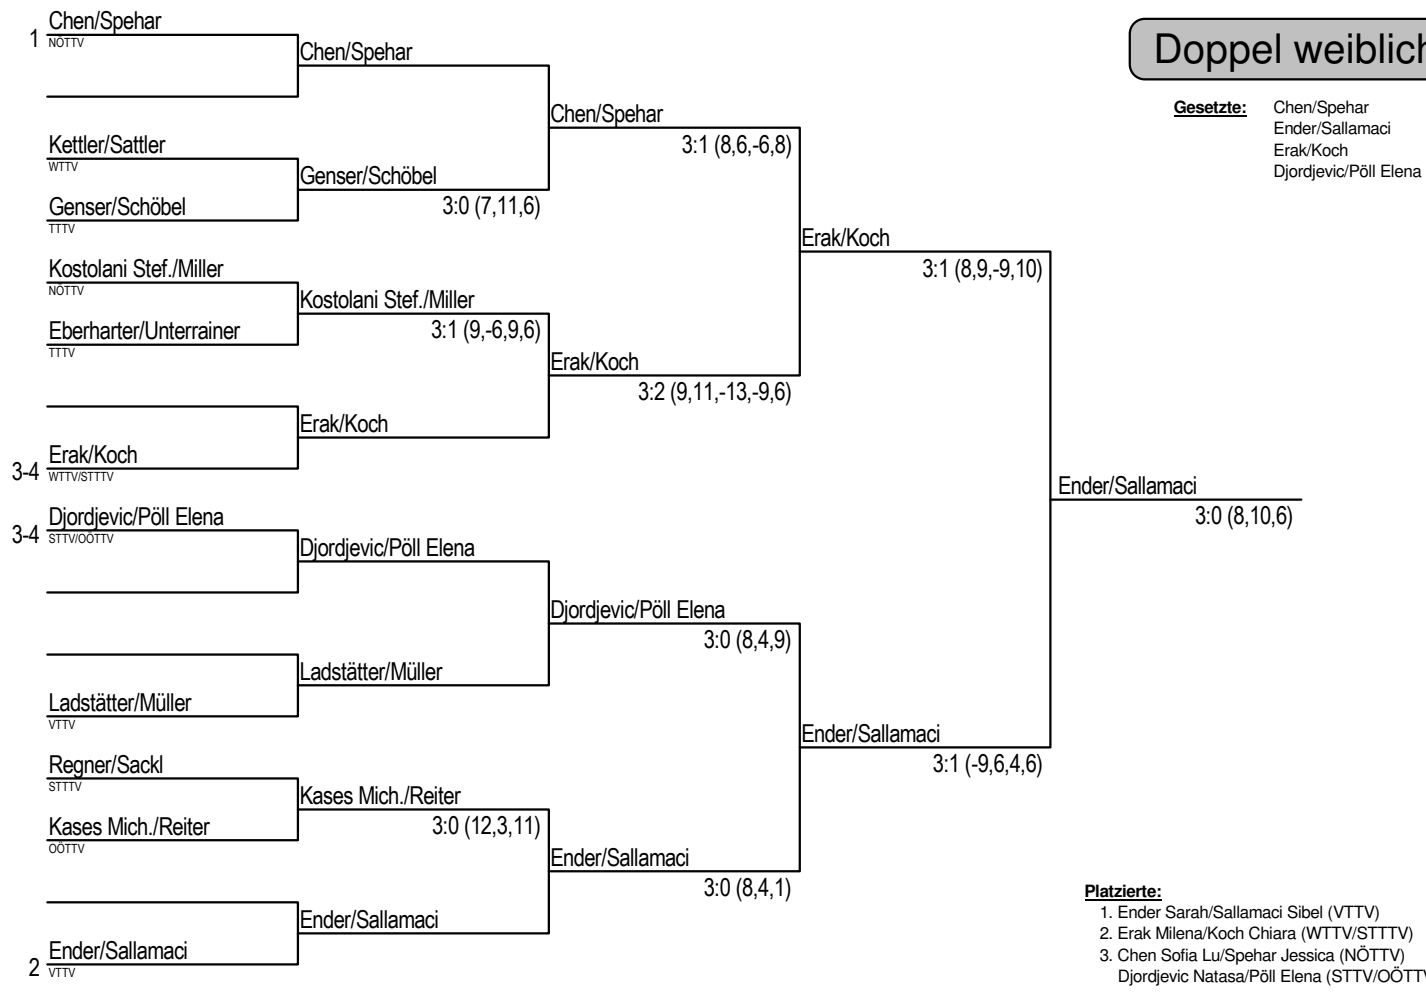 Doppel weiblich
Gesetzte: Chen/Spehar
Ender/Sallamaci
Erak/Koch
Djordjevic/Pöll Elena
1 Chen/Spehar
NÖTTV
Kettler/Sattler
WTTV
Genser/Schöbel
TTTV
Kostolani Stef./Miller
NÖTTV
Eberharter/Unterrainer
TTTV
3-4 Erak/Koch
WTTV/STTTV
3-4 Djordjevic/Pöll Elena
STTV/OÖTTV
Ladstätter/Müller
VTTV
Regner/Sackl
STTTV
Kases Mich./Reiter
OÖTTV
2 Ender/Sallamaci
VTTV
Chen/Spehar
Genser/Schöbel
3:0 (7,11,6)
Kostolani Stef./Miller
3:1 (9,-6,9,6)
Erak/Koch
Djordjevic/Pöll Elena
Ladstätter/Müller
Kases Mich./Reiter
3:0 (12,3,11)
Ender/Sallamaci
Chen/Spehar
3:1 (8,6,-6,8)
Erak/Koch
3:2 (9,11,-13,-9,6)
Djordjevic/Pöll Elena
3:0 (8,4,9)
Ender/Sallamaci
3:0 (8,4,1)
Erak/Koch
3:1 (8,9,-9,10)
Ender/Sallamaci
3:1 (-9,6,4,6)
Ender/Sallamaci
3:0 (8,10,6)
Platzierte:
1. Ender Sarah/Sallamaci Sibel (VTTV)
2. Erak Milena/Koch Chiara (WTTV/STTTV)
3. Chen Sofia Lu/Spehar Jessica (NÖTTV)
Djordjevic Natasa/Pöll Elena (STTV/OÖTTV